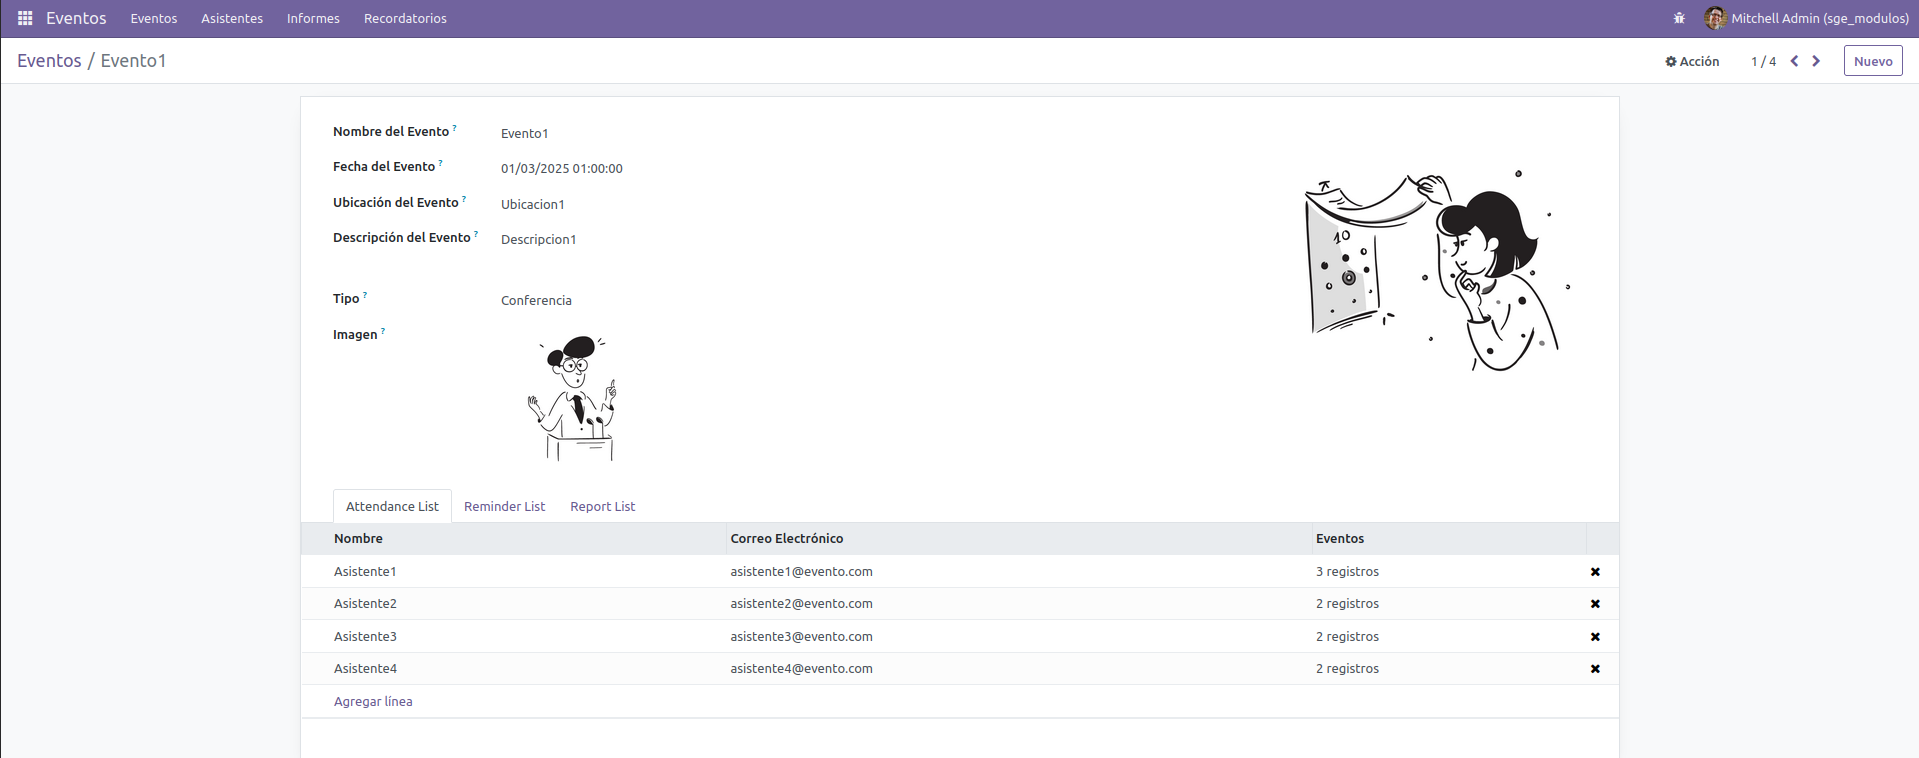 Eventos Eventos Asistentes Informes Recordatorios Mitchell Admin (sge_modulos)
Eventos / Evento1 Acción 1 / 4 Nuevo
Nombre del Evento ? Evento1
Fecha del Evento ? 01/03/2025 01:00:00
Ubicación del Evento ? Ubicacion1
Descripción del Evento ? Descripcion1
10
Tipo ? Conferencia
Imagen ?
Attendance List Reminder List Report List
Nombre Correo Electrónico Eventos
Asistente1 asistente1@evento.com 3 registros
Asistente2 asistente2@evento.com 2 registros
Asistente3 asistente3@evento.com 2 registros
Asistente4 asistente4@evento.com 2 registros
Agregar línea